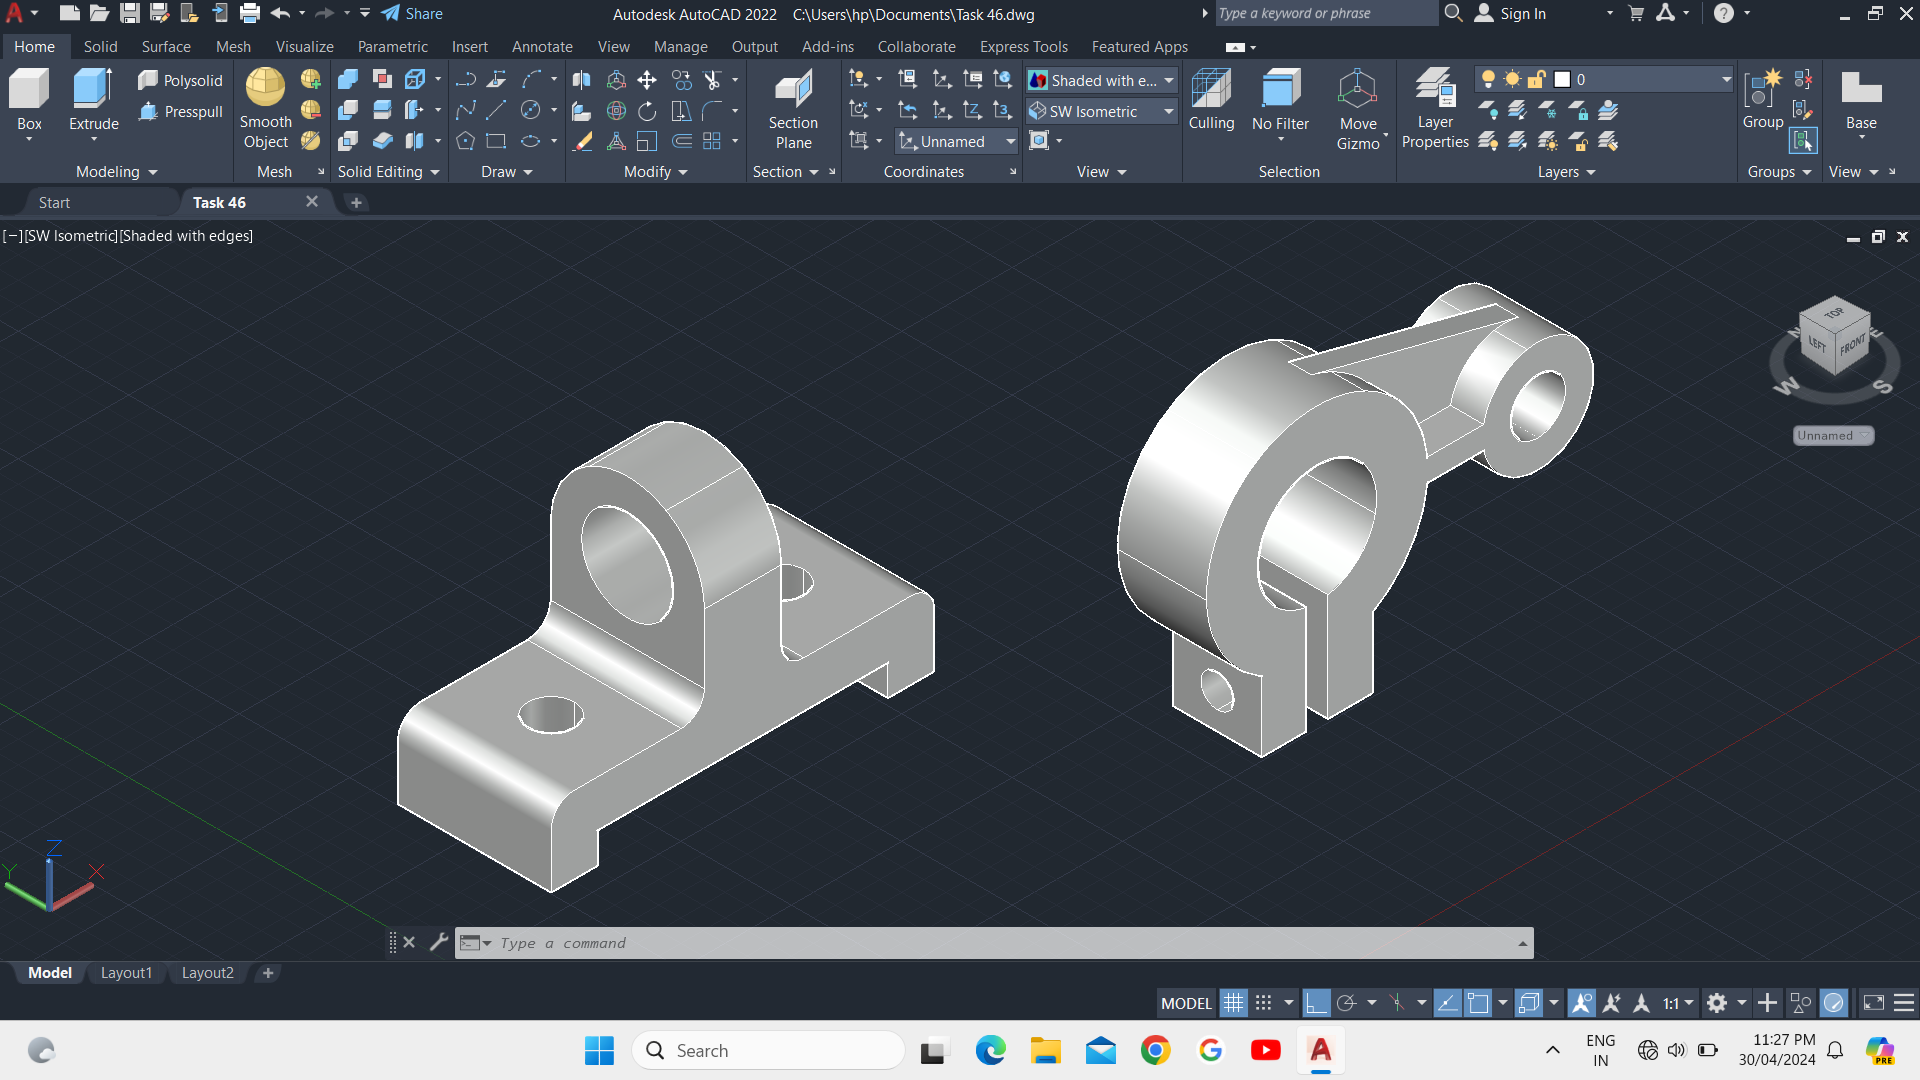 Share
Autodesk AutoCAD 2022 C:\Users\hp\Documents\Task 46.dwg
Type a keyword or phrase
Sign In
Home Solid Surface Mesh Visualize Parametric Insert Annotate View Manage Output Add-ins Collaborate Express Tools Featured Apps
Box
Extrude
Polysolid
Presspull
Modeling
Smooth
Object
Mesh
Solid Editing
Draw
Modify
Section
Plane
Section
Unnamed
Coordinates
Shaded with e...
SW Isometric
View
Culling
No Filter
Move
Gizmo
Selection
Layer
Properties
0
Layers
Group
Groups
Base
View
Start
Task 46
[−][SW Isometric][Shaded with edges]
TOP
LEFT
FRONT
N
E
W
S
Unnamed
Z
Y
X
Type a command
Model Layout1 Layout2
MODEL
1:1
Search
ENG
IN
11:27 PM
30/04/2024
PRE